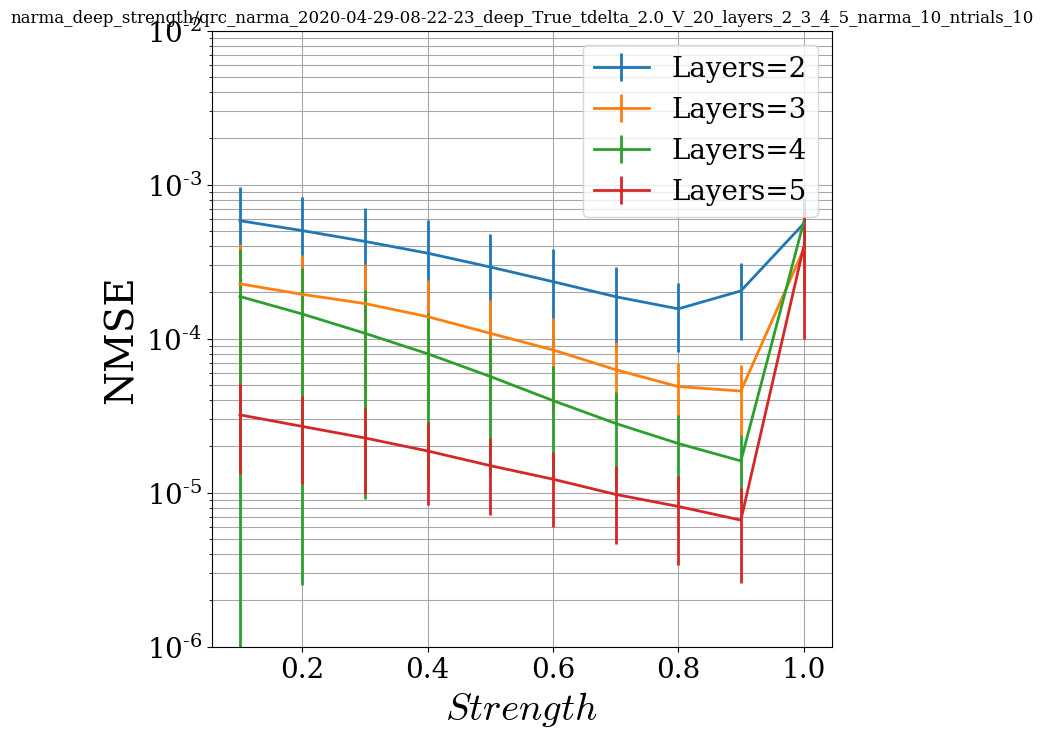 narma_deep_strength/qrc_narma_2020-04-29-08-22-23_deep_True_tdelta_2.0_V_20_layers_2_3_4_5_narma_10_ntrials_10
10-2
Layers=2
Layers=3
Layers=4
Layers=5
10-3
10-4
10-5
10-6
NMSE
0.2 0.4 0.6 0.8 1.0
Strength